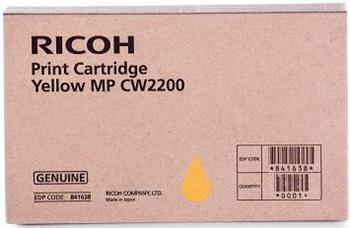 RICOH
Print Cartridge
Yellow MP CW2200
GENUINE
EDP CODE 841638
RICOH COMPANY, LTD.
Made in Japan
EDP CODE
*841638*
QUANTITY
*0001*